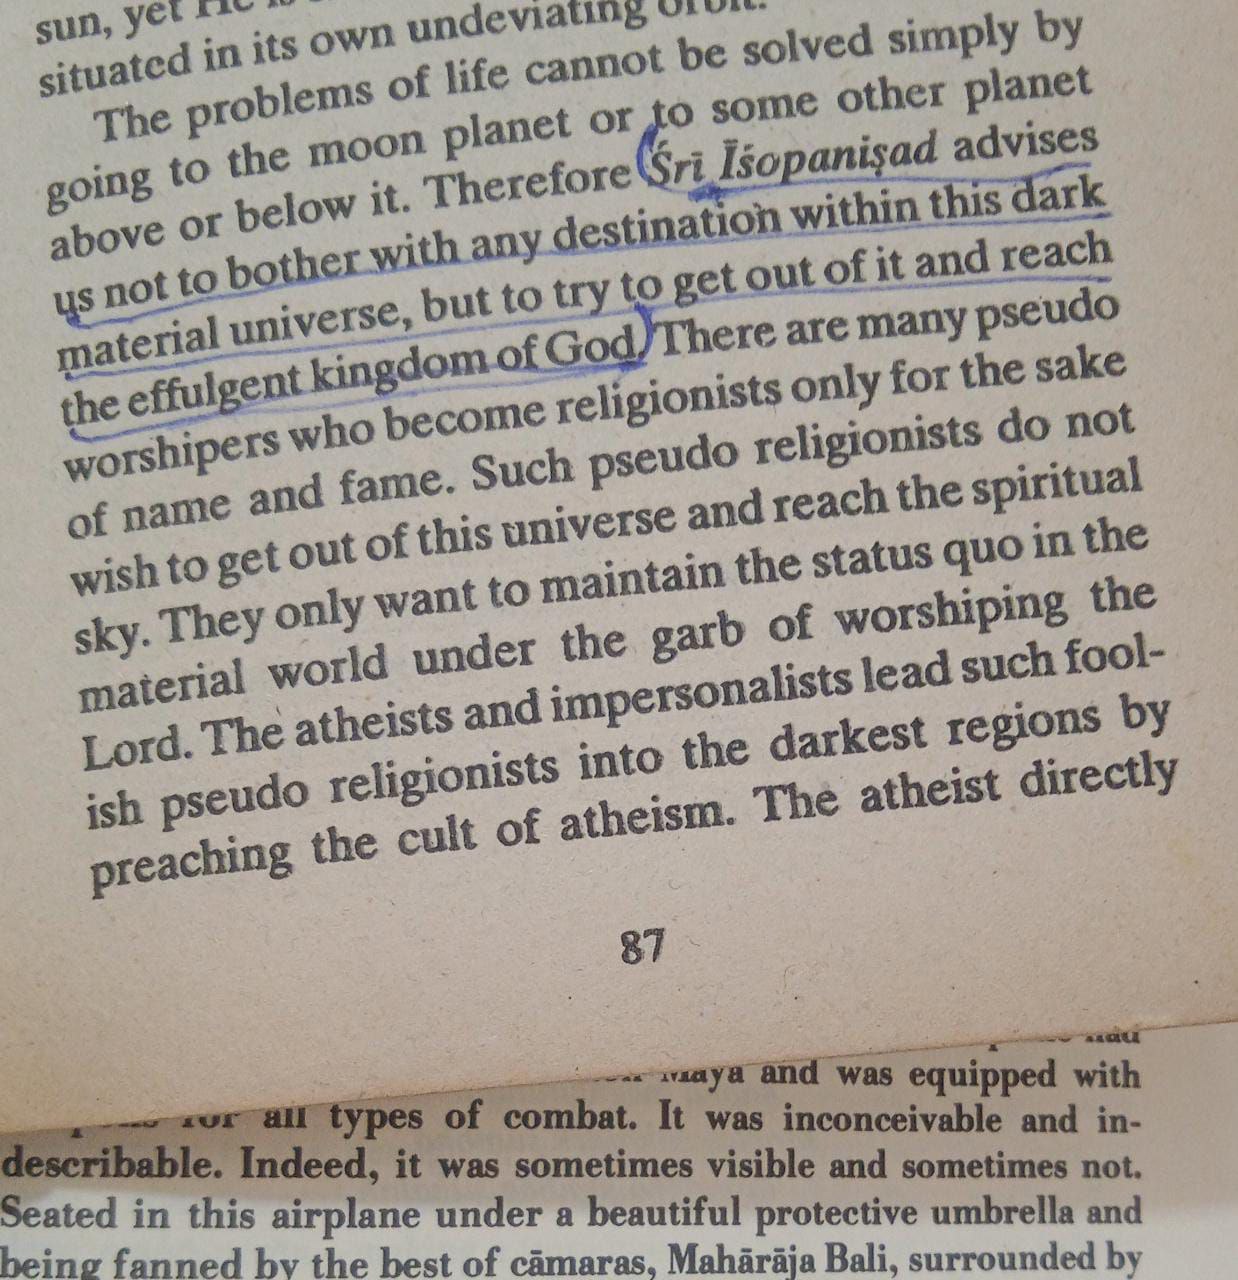 sun, yet He is
situated in its own undeviating orbit.
The problems of life cannot be solved simply by
going to the moon planet or to some other planet
above or below it. Therefore Śrī Īśopaniṣad advises
us not to bother with any destination within this dark
material universe, but to try to get out of it and reach
the effulgent kingdom of God. There are many pseudo
worshipers who become religionists only for the sake
of name and fame. Such pseudo religionists do not
wish to get out of this universe and reach the spiritual
sky. They only want to maintain the status quo in the
material world under the garb of worshiping the
Lord. The atheists and impersonalists lead such fool-
ish pseudo religionists into the darkest regions by
preaching the cult of atheism. The atheist directly
87
Maya and was equipped with
for all types of combat. It was inconceivable and in-
describable. Indeed, it was sometimes visible and sometimes not.
Seated in this airplane under a beautiful protective umbrella and
being fanned by the best of cāmaras, Mahārāja Bali, surrounded by